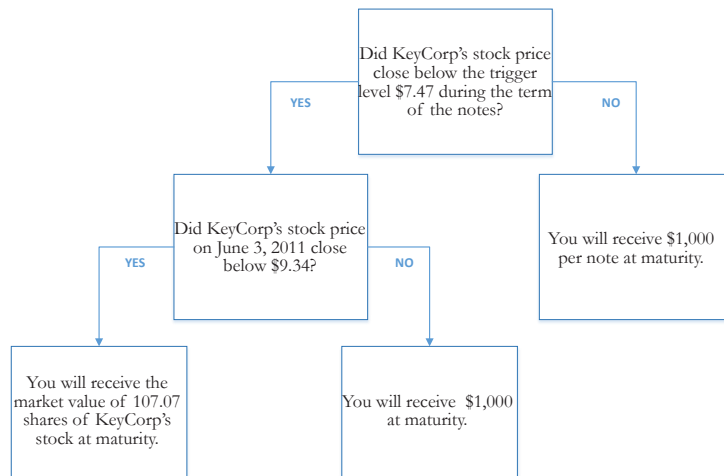 Did KeyCorp's stock price
close below the trigger
level $7.47 during the term
of the notes?
YES
NO
Did KeyCorp's stock price
on June 3, 2011 close
below $9.34?
You will receive $1,000
per note at maturity.
YES
NO
You will receive the
market value of 107.07
shares of KeyCorp's
stock at maturity.
You will receive $1,000
at maturity.